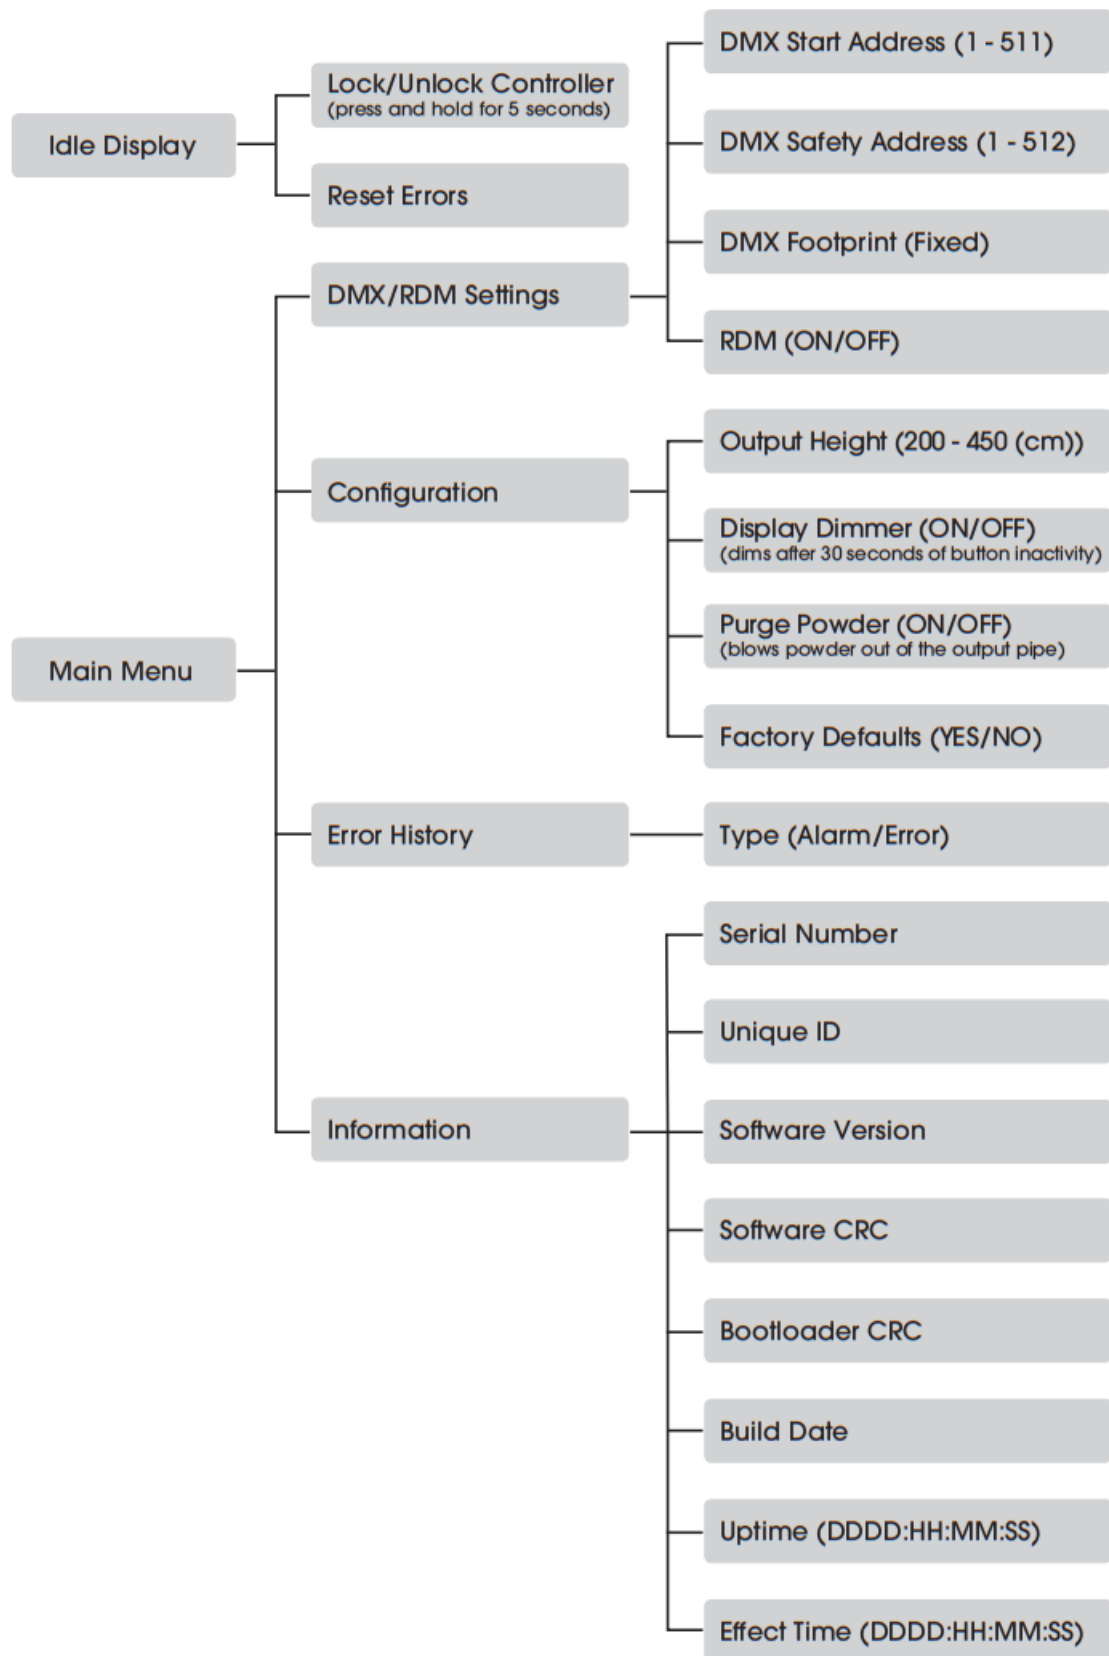 Idle Display
Lock/Unlock Controller
(press and hold for 5 seconds)
Reset Errors
Main Menu
DMX/RDM Settings
DMX Start Address (1 - 511)
DMX Safety Address (1 - 512)
DMX Footprint (Fixed)
RDM (ON/OFF)
Configuration
Output Height (200 - 450 (cm))
Display Dimmer (ON/OFF)
(dims after 30 seconds of button inactivity)
Purge Powder (ON/OFF)
(blows powder out of the output pipe)
Factory Defaults (YES/NO)
Error History
Type (Alarm/Error)
Information
Serial Number
Unique ID
Software Version
Software CRC
Bootloader CRC
Build Date
Uptime (DDDD:HH:MM:SS)
Effect Time (DDDD:HH:MM:SS)